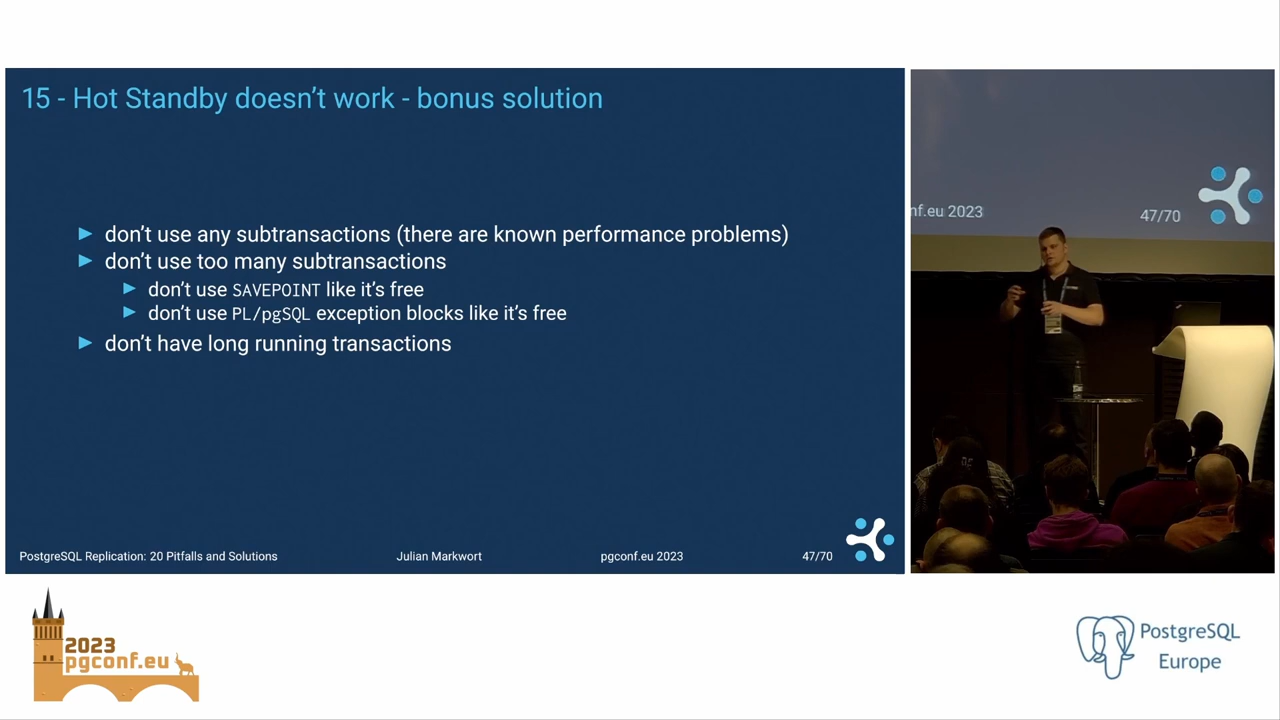 15 - Hot Standby doesn't work - bonus solution
don't use any subtransactions (there are known performance problems)
don't use too many subtransactions
don't use SAVEPOINT like it's free
don't use PL/pgSQL exception blocks like it's free
don't have long running transactions
PostgreSQL Replication: 20 Pitfalls and Solutions
Julian Markwort
pgconf.eu 2023
47/70
nf.eu 2023
47/70
2023
pgconf.eu
PostgreSQL
Europe